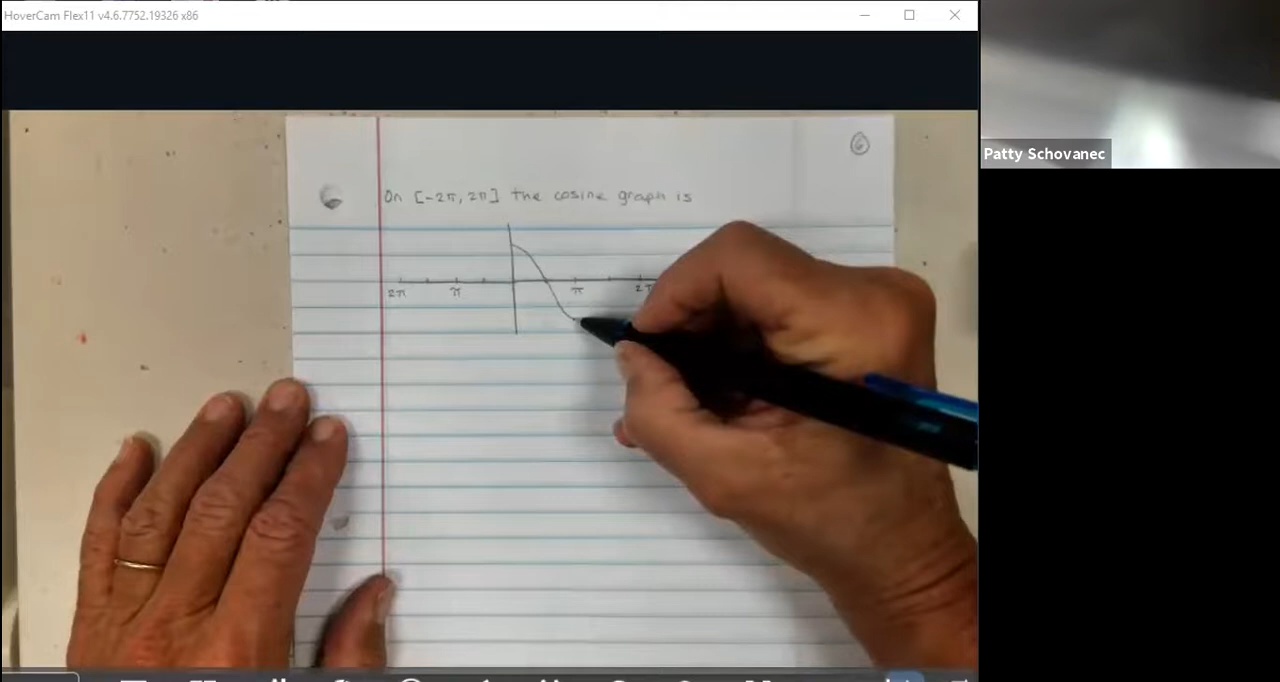 HoverCam Flex11 v4.6.7752.19326 x86
Patty Schovanec
6
On [-2π, 2π] the cosine graph is
2π π π 2π